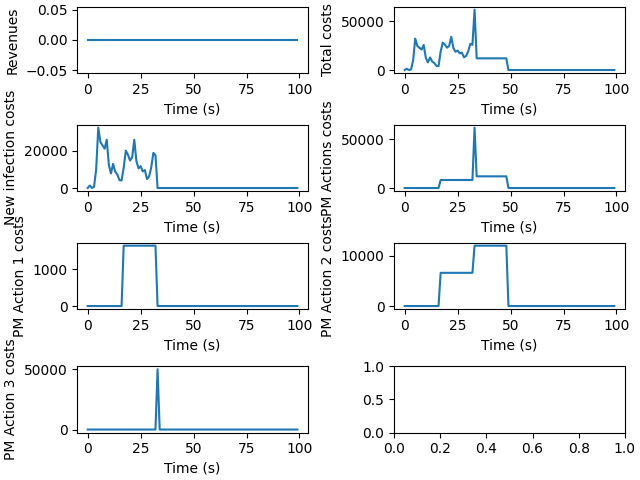 Revenues
0.05
0.00
−0.05
0 25 50 75 100
Time (s)
Total costs
50000
0
0 25 50 75 100
Time (s)
New infection costs
20000
0
0 25 50 75 100
Time (s)
PM Actions costs
50000
0
0 25 50 75 100
Time (s)
PM Action 1 costs
1000
0
0 25 50 75 100
Time (s)
PM Action 2 costs
10000
0
0 25 50 75 100
Time (s)
PM Action 3 costs
50000
0
0 25 50 75 100
Time (s)
1.0
0.5
0.0
0.0 0.2 0.4 0.6 0.8 1.0